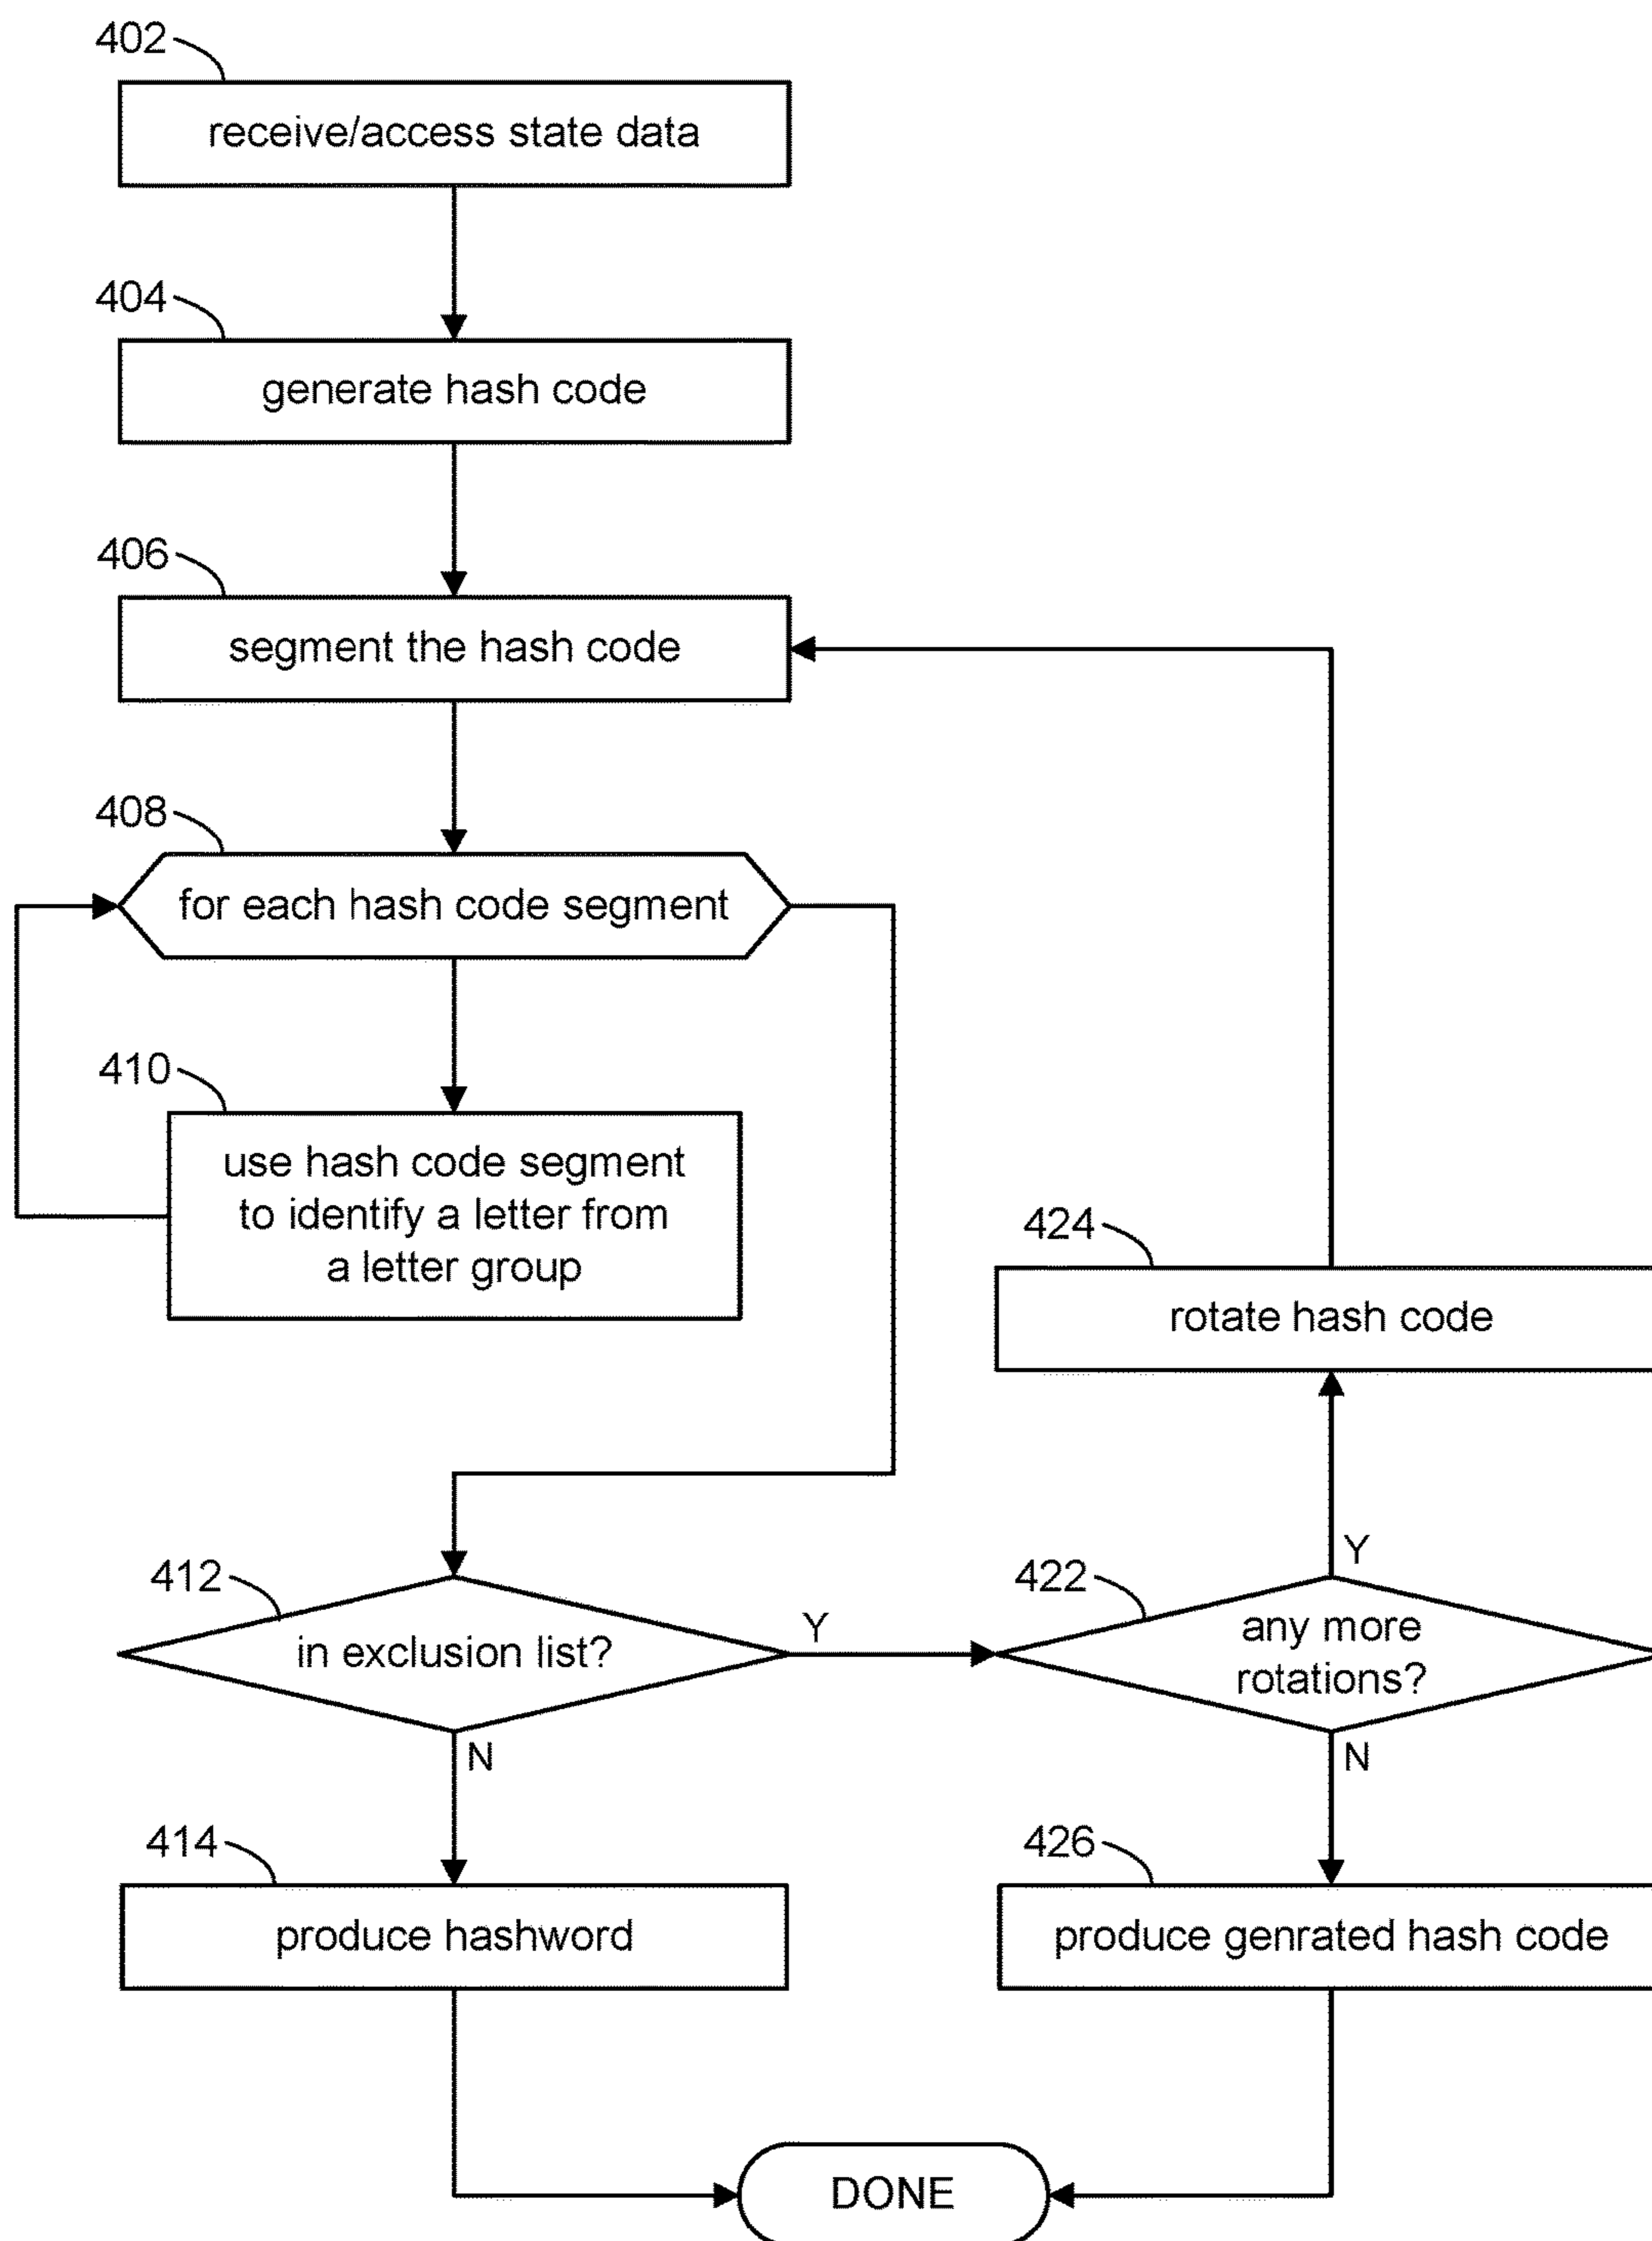 402
receive/access state data
404
generate hash code
406
segment the hash code
408
for each hash code segment
410
use hash code segment
to identify a letter from
a letter group
424
rotate hash code
412
in exclusion list?
Y
N
422
any more
rotations?
Y
N
414
produce hashword
426
produce genrated hash code
DONE